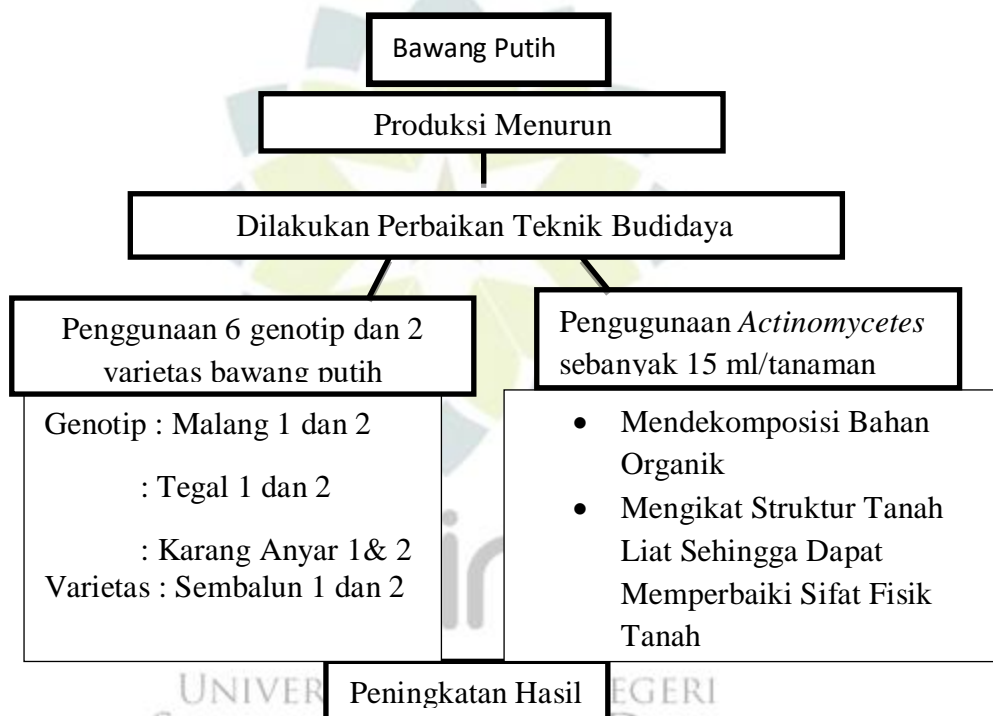 Bawang Putih
Produksi Menurun
Dilakukan Perbaikan Teknik Budidaya
Penggunaan 6 genotip dan 2
varietas bawang putih
Genotip : Malang 1 dan 2
: Tegal 1 dan 2
: Karang Anyar 1& 2
Varietas : Sembalun 1 dan 2
Pengugunaan Actinomycetes
sebanyak 15 ml/tanaman
• Mendekomposisi Bahan
Organik
• Mengikat Struktur Tanah
Liat Sehingga Dapat
Memperbaiki Sifat Fisik
Tanah
Peningkatan Hasil